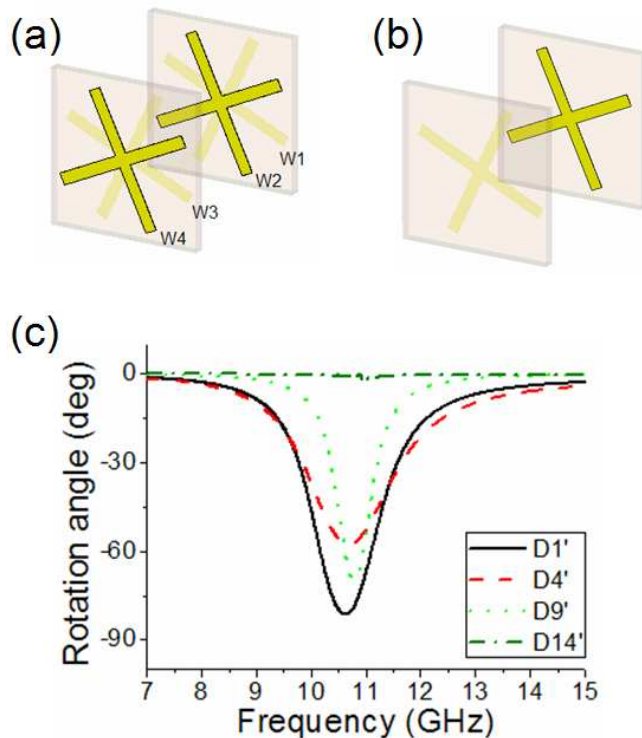 (a)
(b)
W1
W2
W3
W4
(c)
Rotation angle (deg)
0
-30
-60
-90
D1'
D4'
D9'
D14'
7 8 9 10 11 12 13 14 15
Frequency (GHz)